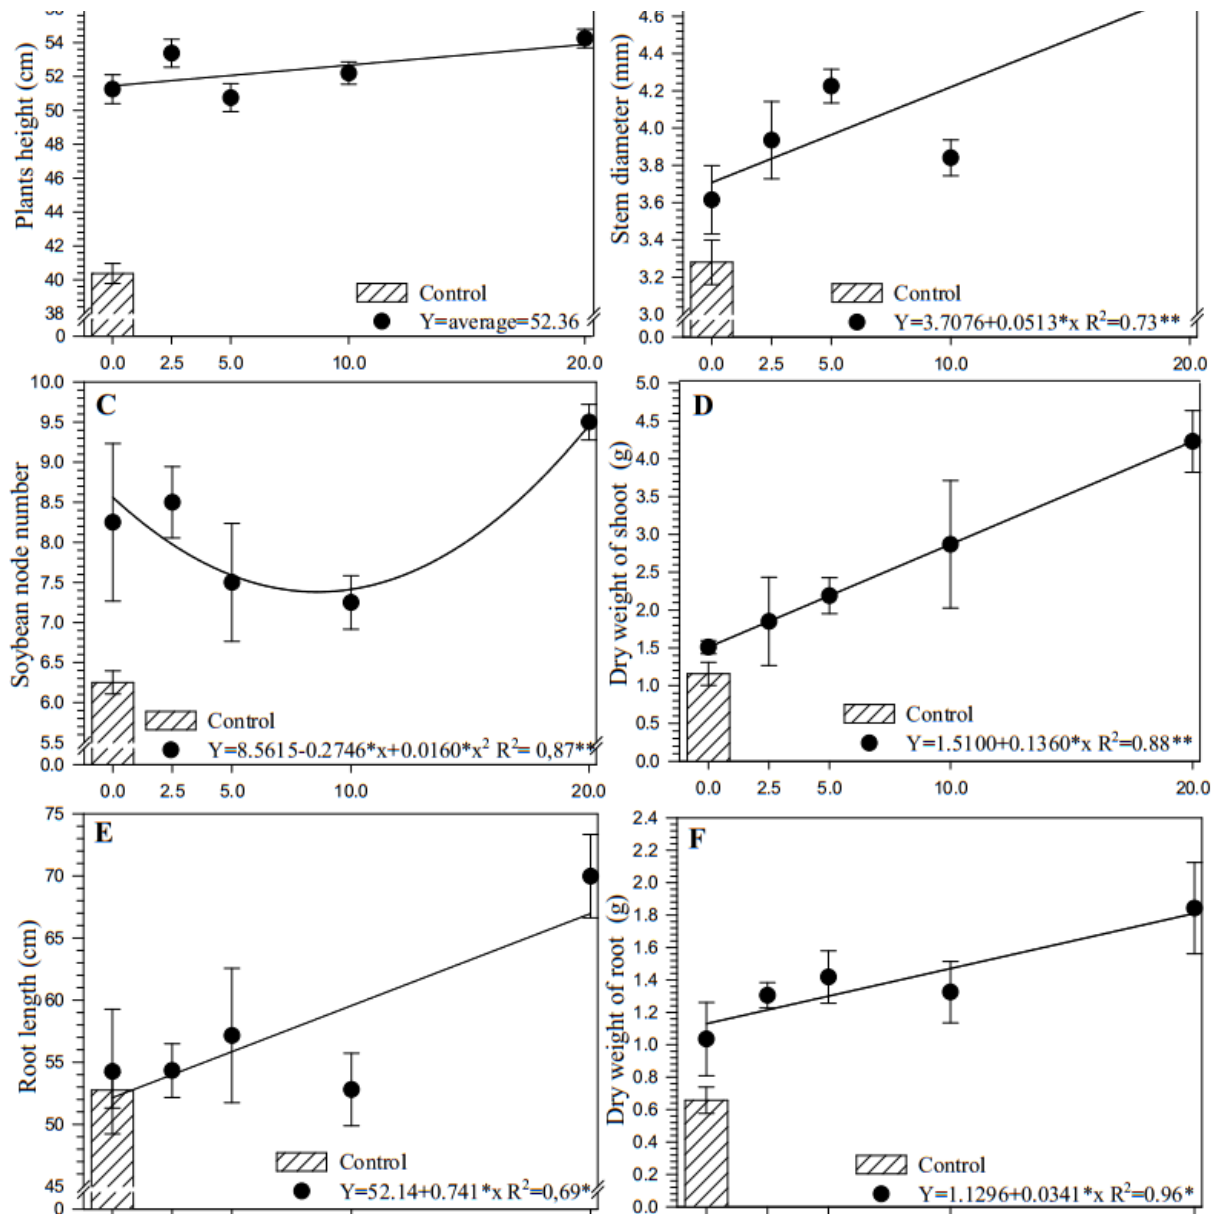 56
54
52
50
48
46
44
42
40
38
0
Plants height (cm)
Control
Y=average=52.36
0.0 2.5 5.0 10.0 20.0
4.6
4.4
4.2
4.0
3.8
3.6
3.4
3.2
3.0
0.0
Stem diameter (mm)
Control
Y=3.7076+0.0513*x R²=0.73**
0.0 2.5 5.0 10.0 20.0
C
10.0
9.5
9.0
8.5
8.0
7.5
7.0
6.5
6.0
5.5
0.0
Soybean node number
Control
Y=8.5615-0.2746*x+0.0160*x² R²= 0,87**
0.0 2.5 5.0 10.0 20.0
D
5.0
4.5
4.0
3.5
3.0
2.5
2.0
1.5
1.0
0.5
0.0
Dry weight of shoot (g)
Control
Y=1.5100+0.1360*x R²=0.88**
0.0 2.5 5.0 10.0 20.0
E
75
70
65
60
55
50
45
0
Root length (cm)
Control
Y=52.14+0.741*x R²=0,69*
F
2.4
2.2
2.0
1.8
1.6
1.4
1.2
1.0
0.8
0.6
0.4
0.2
0.0
Dry weight of root (g)
Control
Y=1.1296+0.0341*x R²=0.96*